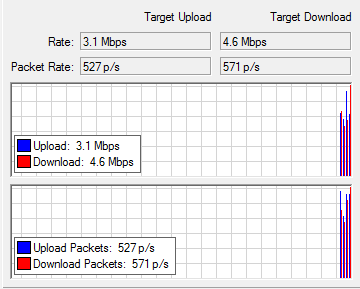 Target Upload Target Download
Rate: 3.1 Mbps 4.6 Mbps
Packet Rate: 527 p/s 571 p/s
Upload: 3.1 Mbps
Download: 4.6 Mbps
Upload Packets: 527 p/s
Download Packets: 571 p/s